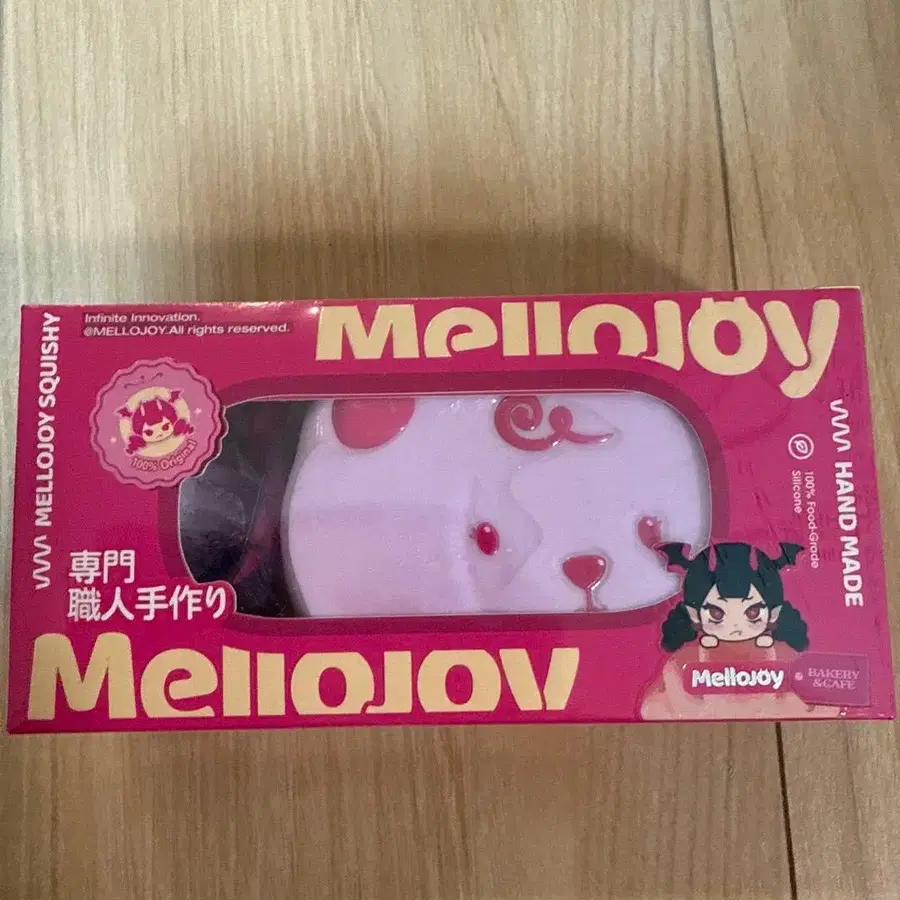 Infinite Innovation.
@MELLOJOY.All rights reserved.
Mellojoy
MELLOJOY SQUISHY
100% Original
HAND MADE
100% Food-Grade
Silicone
専門
職人手作り
Mellojoy
Mellojoy
BAKERY
&CAFE